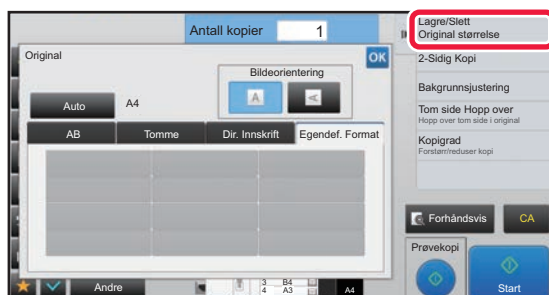 Antall kopier 1
Original
OK
Bildeorientering
A A
Auto A4
AB Tomme Dir. Innskrift Egendef. Format
Andre
3 B4
4 A3
A4
Lagre/Slett
Original størrelse
2-Sidig Kopi
Bakgrunnsjustering
Tom side Hopp over
Hopp over tom side i original
Kopigrad
Forstørr/reduser kopi
Forhåndsvis CA
Prøvekopi
Start